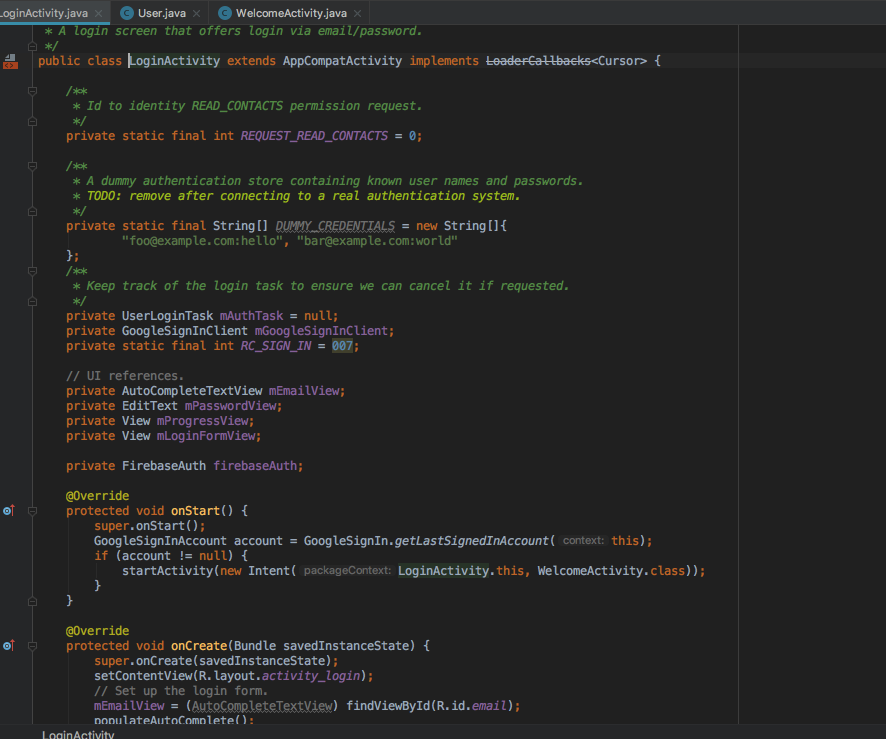 LoginActivity.java × C User.java × C WelcomeActivity.java ×
* A login screen that offers login via email/password.
*/
public class LoginActivity extends AppCompatActivity implements LoaderCallbacks<Cursor> {
/**
* Id to identity READ_CONTACTS permission request.
*/
private static final int REQUEST_READ_CONTACTS = 0;
/**
* A dummy authentication store containing known user names and passwords.
* TODO: remove after connecting to a real authentication system.
*/
private static final String[] DUMMY_CREDENTIALS = new String[]{
"foo@example.com:hello", "bar@example.com:world"
};
/**
* Keep track of the login task to ensure we can cancel it if requested.
*/
private UserLoginTask mAuthTask = null;
private GoogleSignInClient mGoogleSignInClient;
private static final int RC_SIGN_IN = 007;
// UI references.
private AutoCompleteTextView mEmailView;
private EditText mPasswordView;
private View mProgressView;
private View mLoginFormView;
private FirebaseAuth firebaseAuth;
@Override
protected void onStart() {
super.onStart();
GoogleSignInAccount account = GoogleSignIn.getLastSignedInAccount( context: this);
if (account != null) {
startActivity(new Intent( packageContext: LoginActivity.this, WelcomeActivity.class));
}
}
@Override
protected void onCreate(Bundle savedInstanceState) {
super.onCreate(savedInstanceState);
setContentView(R.layout.activity_login);
// Set up the login form.
mEmailView = (AutoCompleteTextView) findViewById(R.id.email);
populateAutoComplete();
LoginActivity